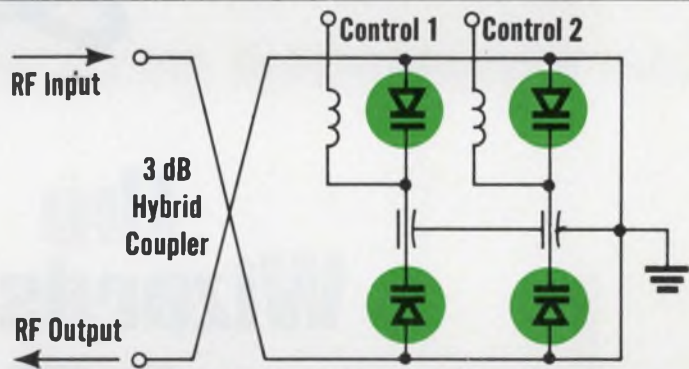 Control 1
Control 2
RF Input
3 dB
Hybrid
Coupler
RF Output